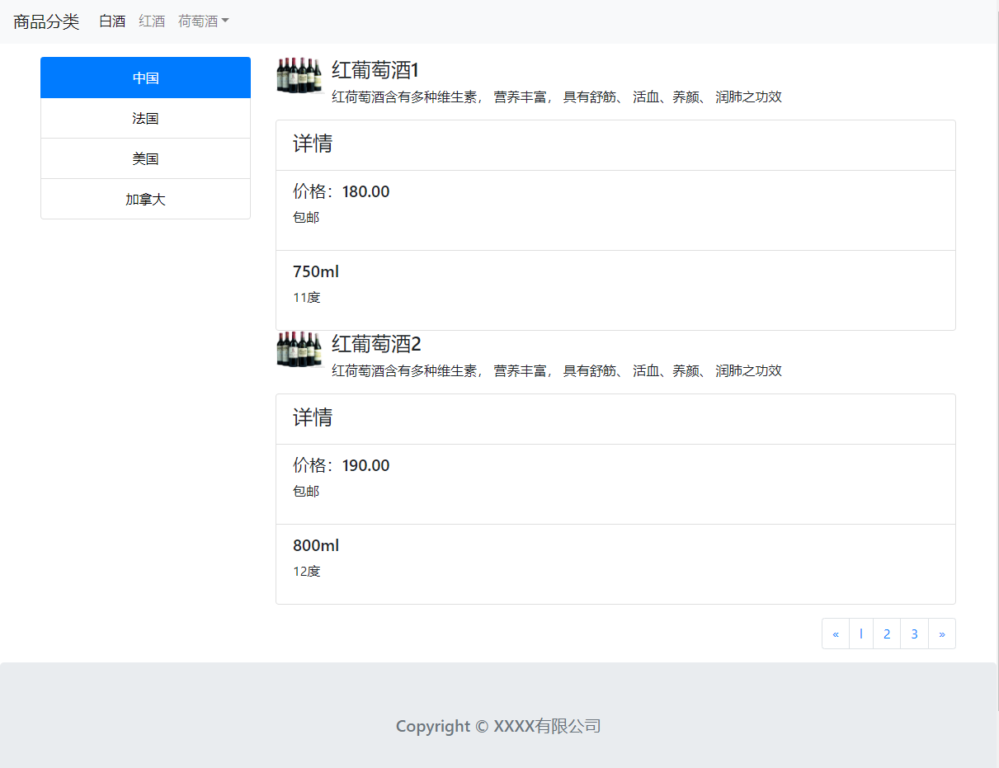 商品分类 白酒 红酒 荷萄酒
中国
法国
美国
加拿大
红葡萄酒1
红荷萄酒含有多种维生素， 营养丰富， 具有舒筋、 活血、养颜、 润肺之功效
详情
价格：180.00
包邮
750ml
11度
红葡萄酒2
红荷萄酒含有多种维生素， 营养丰富， 具有舒筋、 活血、养颜、 润肺之功效
详情
价格：190.00
包邮
800ml
12度
« l 2 3 »
Copyright © XXXX有限公司